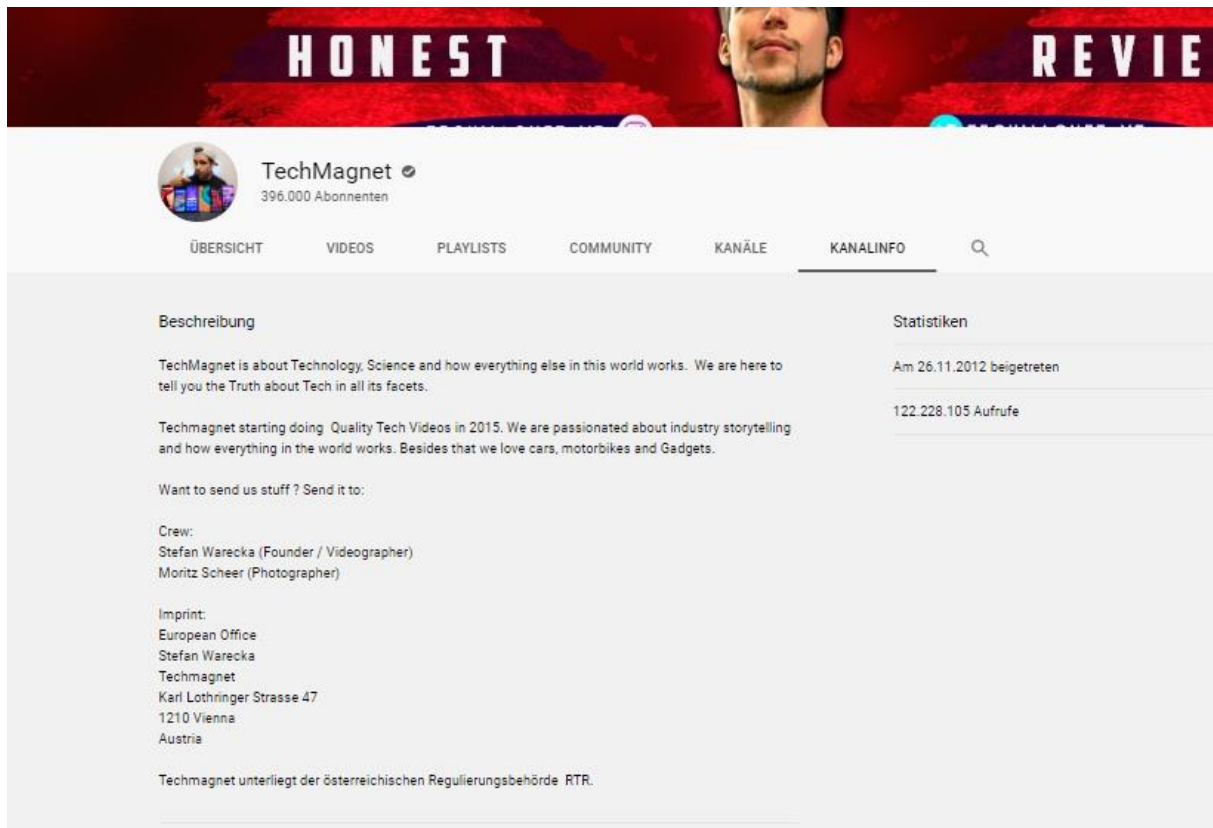 HONEST
REVIE
TechMagnet
396.000 Abonnenten
ÜBERSICHT VIDEOS PLAYLISTS COMMUNITY KANÄLE KANALINFO
Beschreibung
TechMagnet is about Technology, Science and how everything else in this world works. We are here to
tell you the Truth about Tech in all its facets.
Techmagnet starting doing Quality Tech Videos in 2015. We are passionated about industry storytelling
and how everything in the world works. Besides that we love cars, motorbikes and Gadgets.
Want to send us stuff ? Send it to:
Crew:
Stefan Warecka (Founder / Videographer)
Moritz Scheer (Photographer)
Imprint:
European Office
Stefan Warecka
Techmagnet
Karl Lothringer Strasse 47
1210 Vienna
Austria
Techmagnet unterliegt der österreichischen Regulierungsbehörde RTR.
Statistiken
Am 26.11.2012 beigetreten
122.228.105 Aufrufe